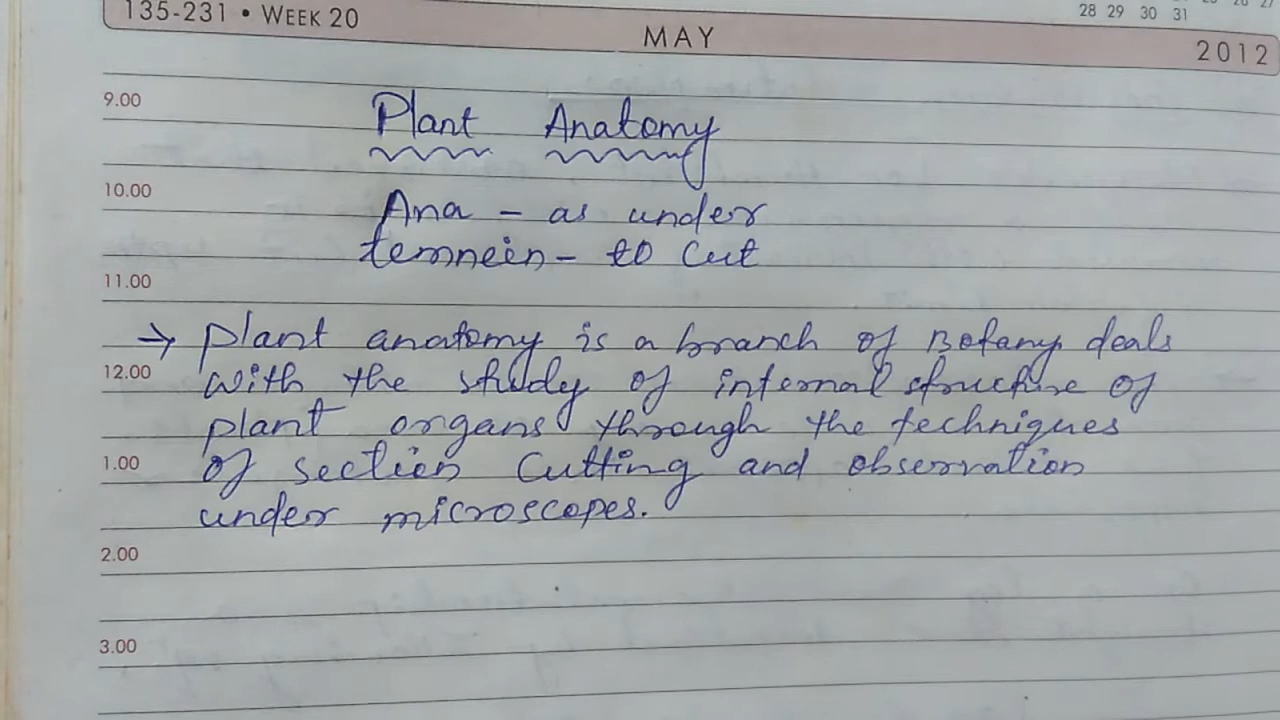 28 29 30 31
135-231 • WEEK 20
MAY
2012
9.00
Plant Anatomy
10.00
Ana - as under
temnein - to Cut
11.00
→ plant anatomy is a branch of Botany deals
12.00
with the study of internal structure of
plant organs through the techniques
1.00
of section Cutting and observation
under microscopes.
2.00
3.00